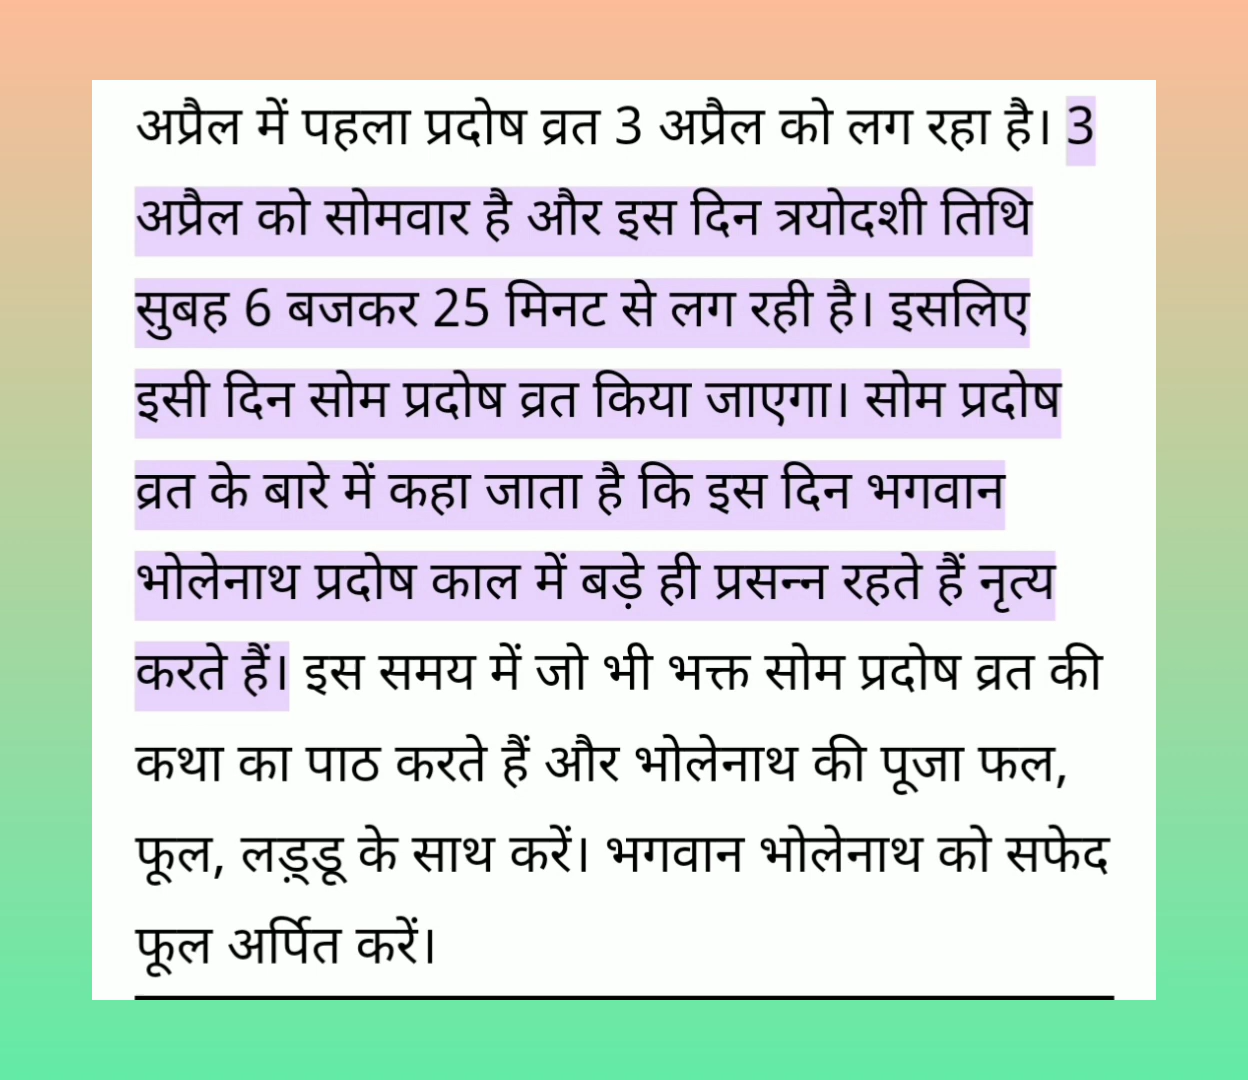 अप्रैल में पहला प्रदोष व्रत 3 अप्रैल को लग रहा है। 3
अप्रैल को सोमवार है और इस दिन त्रयोदशी तिथि
सुबह 6 बजकर 25 मिनट से लग रही है। इसलिए
इसी दिन सोम प्रदोष व्रत किया जाएगा। सोम प्रदोष
व्रत के बारे में कहा जाता है कि इस दिन भगवान
भोलेनाथ प्रदोष काल में बड़े ही प्रसन्न रहते हैं नृत्य
करते हैं। इस समय में जो भी भक्त सोम प्रदोष व्रत की
कथा का पाठ करते हैं और भोलेनाथ की पूजा फल,
फूल, लड़्डू के साथ करें। भगवान भोलेनाथ को सफेद
फूल अर्पित करें।